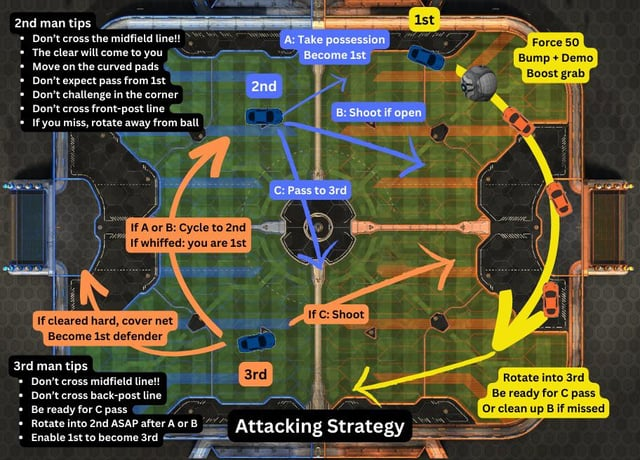 2nd man tips
• Don't cross the midfield line!!
• The clear will come to you
• Move on the curved pads
• Don't expect pass from 1st
• Don't challenge in the corner
• Don't cross front-post line
• If you miss, rotate away from ball
1st
A: Take possession
Become 1st
Force 50
Bump + Demo
Boost grab
2nd
B: Shoot if open
C: Pass to 3rd
If A or B: Cycle to 2nd
If whiffed: you are 1st
If C: Shoot
If cleared hard, cover net
Become 1st defender
3rd
3rd man tips
• Don't cross midfield line!!
• Don't cross back-post line
• Be ready for C pass
• Rotate into 2nd ASAP after A or B
• Enable 1st to become 3rd
Rotate into 3rd
Be ready for C pass
Or clean up B if missed
Attacking Strategy